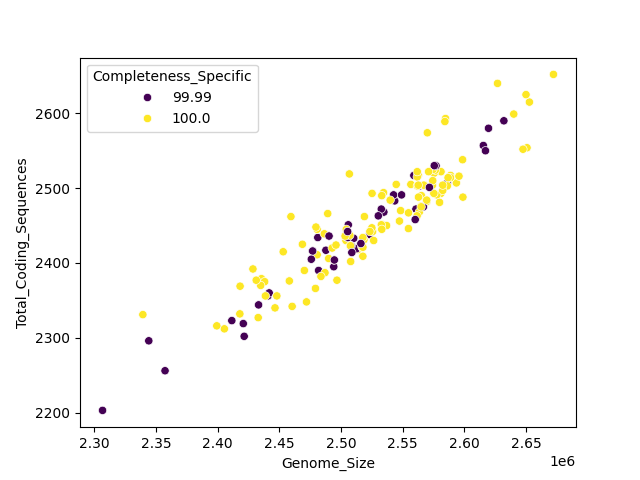 Completeness_Specific
99.99
100.0
2600
2500
2400
2300
2200
Total_Coding_Sequences
2.30 2.35 2.40 2.45 2.50 2.55 2.60 2.65
Genome_Size
1e6